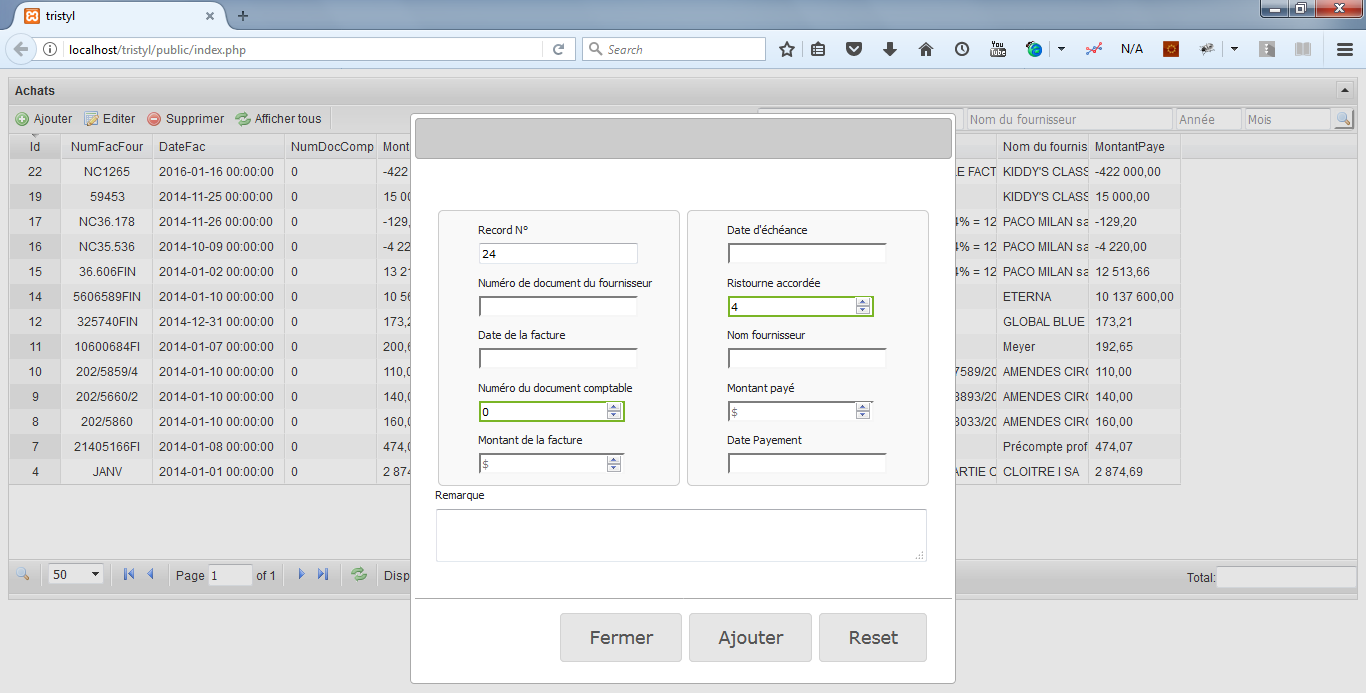 tristyl
localhost/tristyl/public/index.php
Search
You Tube
N/A
Achats
Ajouter Editer Supprimer Afficher tous
Nom du fournisseur Année Mois
Id NumFacFour DateFac NumDocComp Mont Nom du fournis MontantPaye
22 NC1265 2016-01-16 00:00:00 0 -422 E FACT KIDDY'S CLASS -422 000,00
19 59453 2014-11-25 00:00:00 0 15 00 KIDDY'S CLASS 15 000,00
17 NC36.178 2014-11-26 00:00:00 0 -129, 4% = 12 PACO MILAN sa -129,20
16 NC35.536 2014-10-09 00:00:00 0 -4 22 4% = 12 PACO MILAN sa -4 220,00
15 36.606FIN 2014-01-02 00:00:00 0 13 21 4% = 12 PACO MILAN sa 12 513,66
14 5606589FIN 2014-01-10 00:00:00 0 10 56 ETERNA 10 137 600,00
12 325740FIN 2014-12-31 00:00:00 0 173,2 GLOBAL BLUE 173,21
11 10600684FI 2014-01-07 00:00:00 0 200,6 Meyer 192,65
10 202/5859/4 2014-01-10 00:00:00 0 110,0 7589/20 AMENDES CIRC 110,00
9 202/5660/2 2014-01-10 00:00:00 0 140,0 3893/20 AMENDES CIRC 140,00
8 202/5860 2014-01-10 00:00:00 0 160,0 3033/20 AMENDES CIRC 160,00
7 21405166FI 2014-01-08 00:00:00 0 474,0 Précompte prof 474,07
4 JANV 2014-01-01 00:00:00 0 2 874 ARTIE C CLOITRE I SA 2 874,69
Record N°
24
Numéro de document du fournisseur
Date de la facture
Numéro du document comptable
0
Montant de la facture
$
Date d'échéance
Ristourne accordée
4
Nom fournisseur
Montant payé
$
Date Payement
Remarque
Fermer Ajouter Reset
50 Page 1 of 1 Disp
Total: